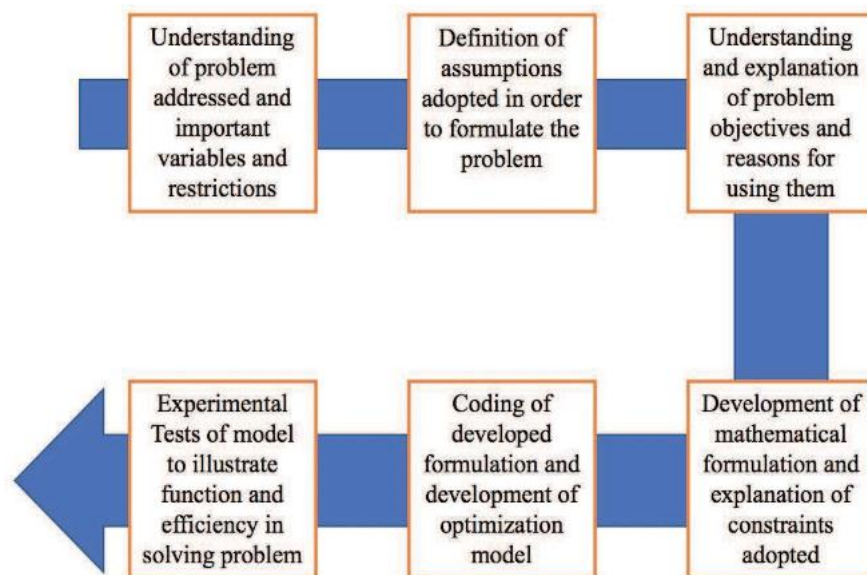 Understanding
of problem
addressed and
important
variables and
restrictions
Definition of
assumptions
adopted in order
to formulate the
problem
Understanding
and explanation
of problem
objectives and
reasons for
using them
Development of
mathematical
formulation and
explanation of
constraints
adopted
Coding of
developed
formulation and
development of
optimization
model
Experimental
Tests of model
to illustrate
function and
efficiency in
solving problem